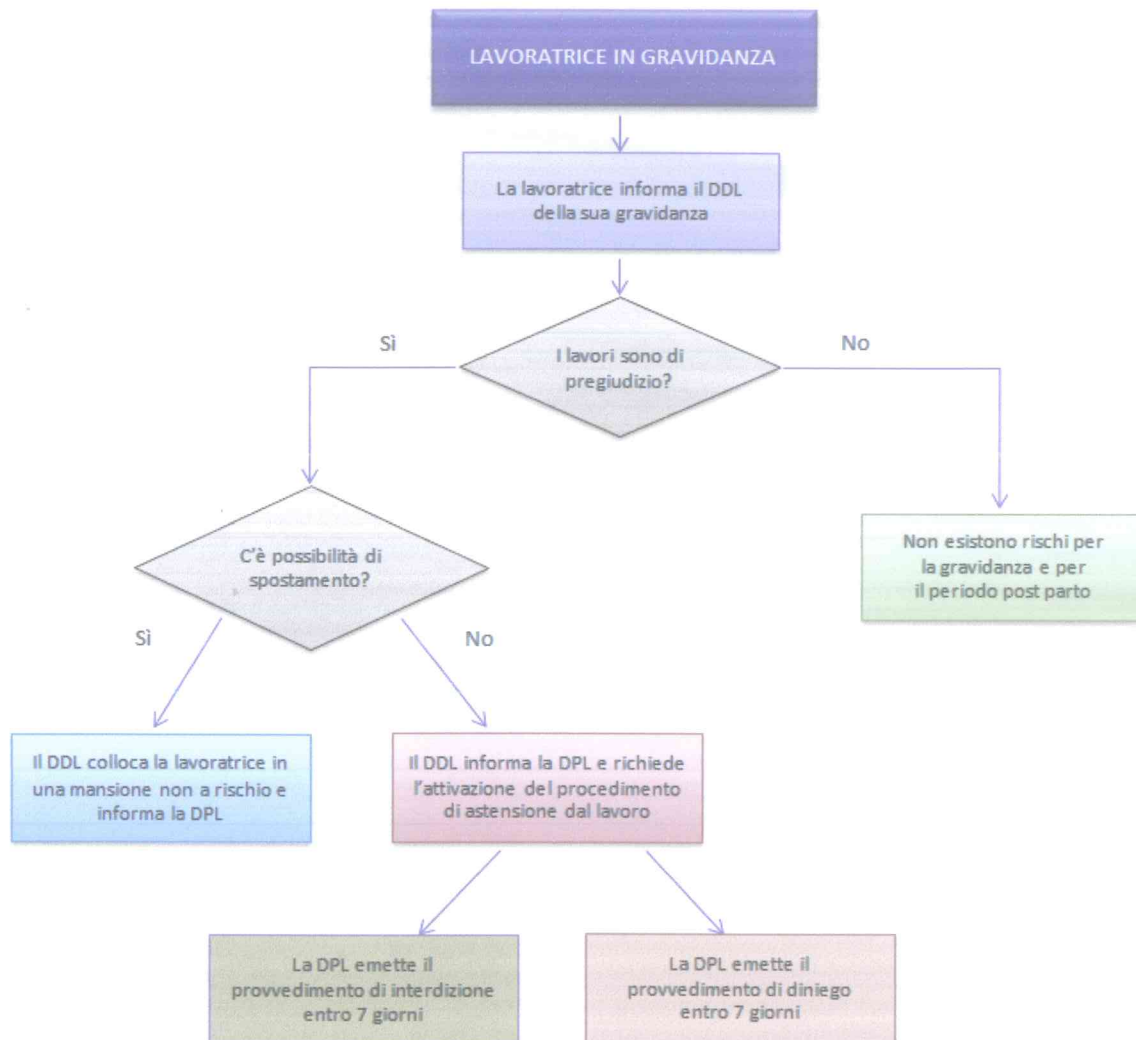 LAVORATRICE IN GRAVIDANZA
La lavoratrice informa il DDL
della sua gravidanza
Sì
I lavori sono di
pregiudizio?
No
C'è possibilità di
spostamento?
Non esistono rischi per
la gravidanza e per
il periodo post parto
Sì
No
Il DDL colloca la lavoratrice in
una mansione non a rischio e
informa la DPL
Il DDL informa la DPL e richiede
l'attivazione del procedimento
di astensione dal lavoro
La DPL emette il
provvedimento di interdizione
entro 7 giorni
La DPL emette il
provvedimento di diniego
entro 7 giorni